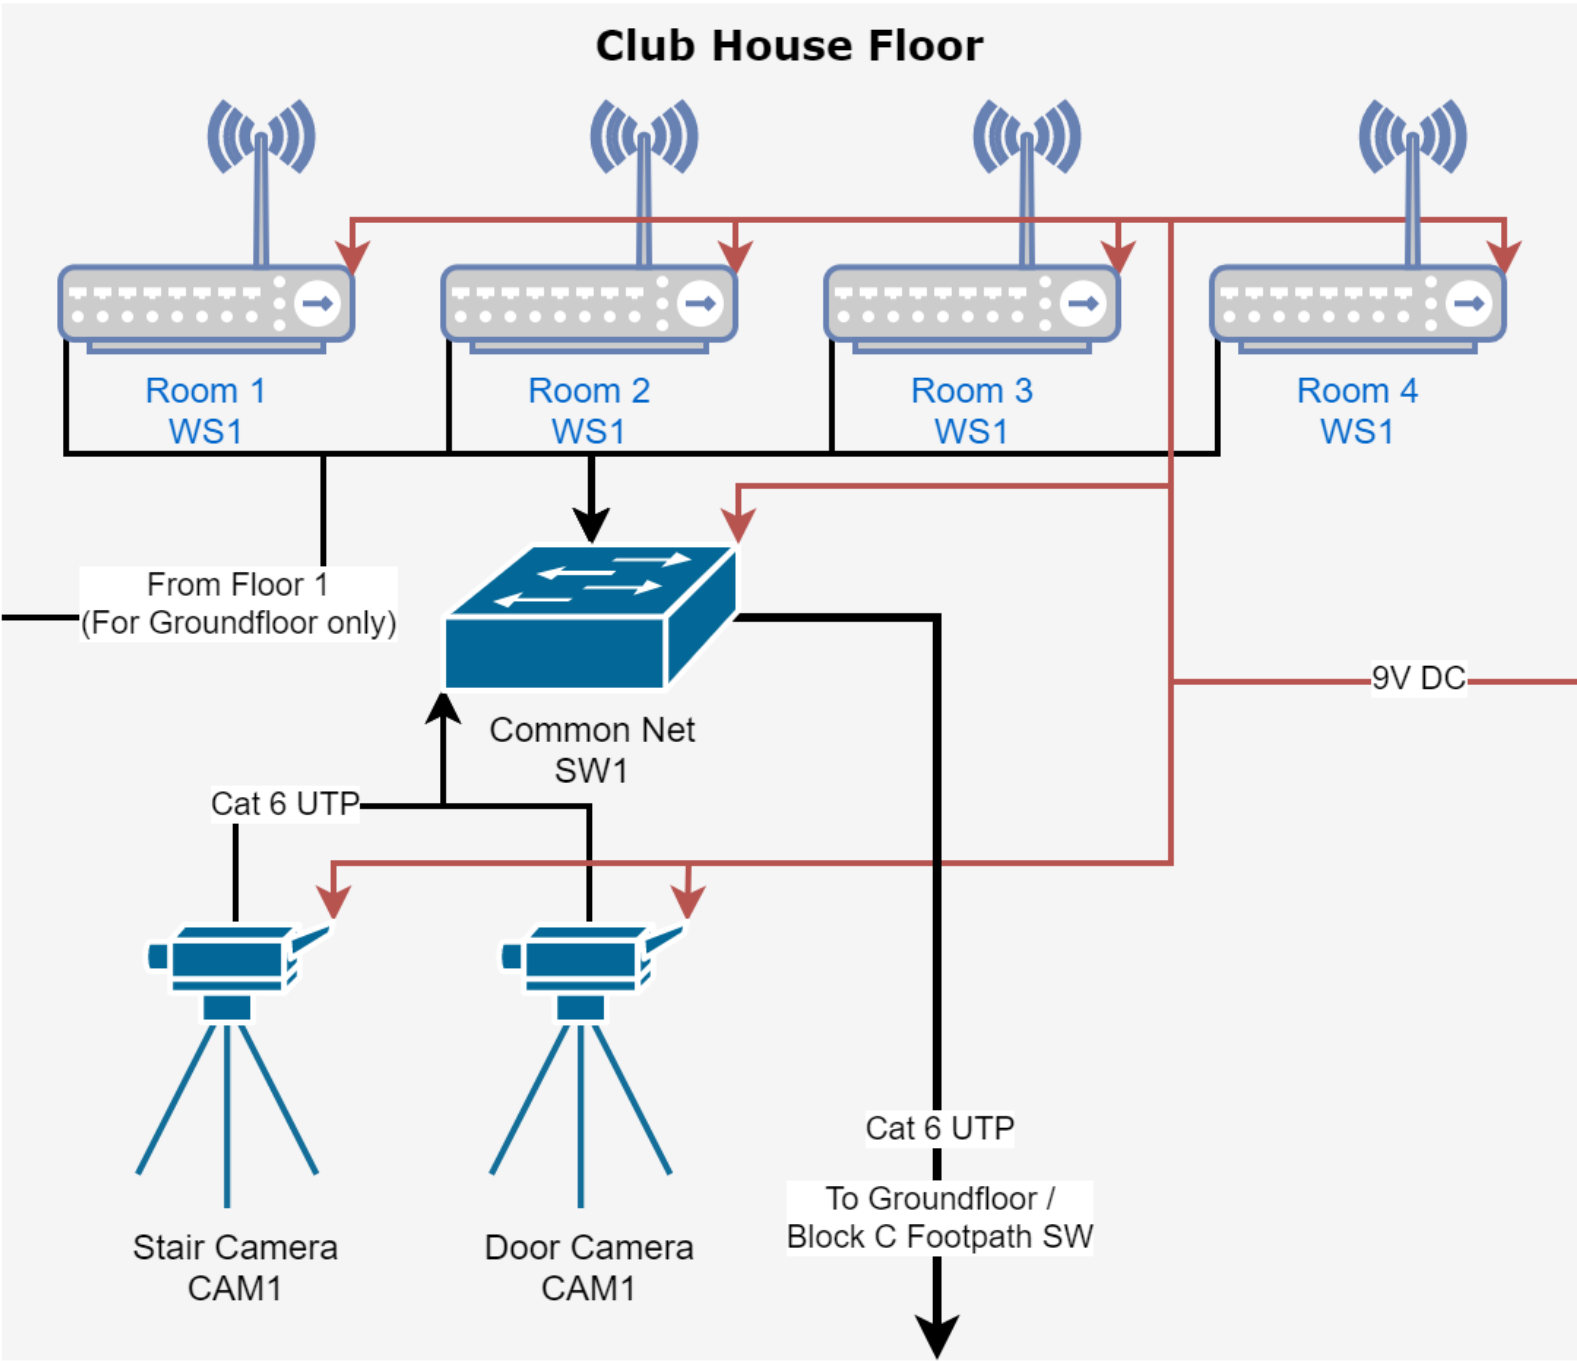 Club House Floor
Room 1
WS1
Room 2
WS1
Room 3
WS1
Room 4
WS1
From Floor 1
(For Groundfloor only)
9V DC
Common Net
SW1
Cat 6 UTP
Cat 6 UTP
To Groundfloor /
Block C Footpath SW
Stair Camera
CAM1
Door Camera
CAM1